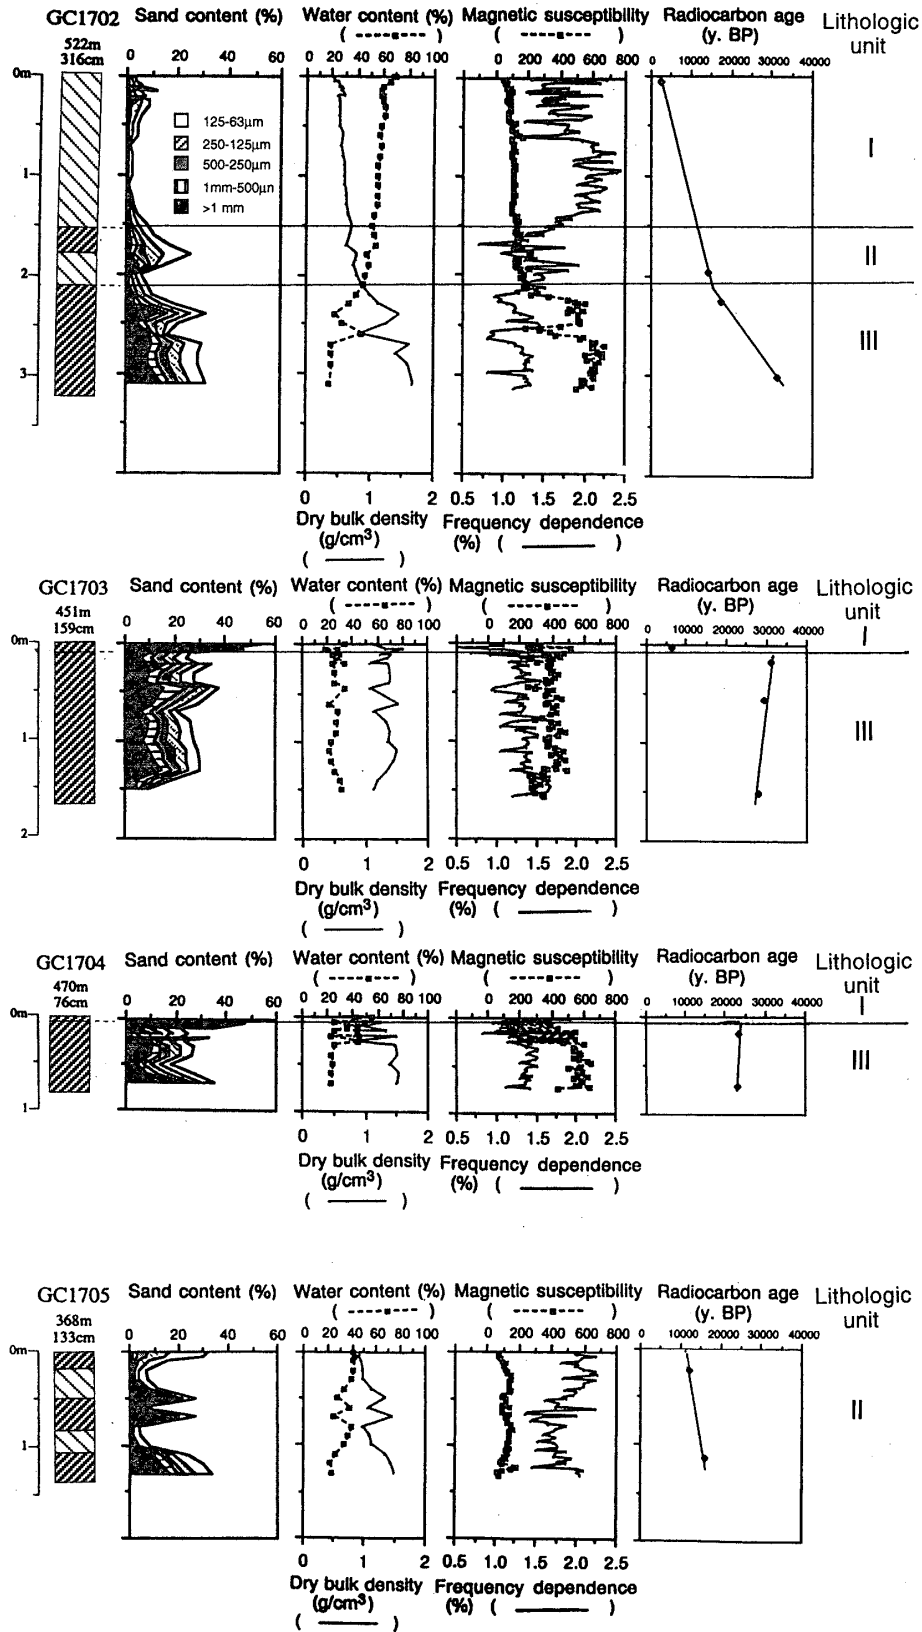 GC1702 Sand content (%) Water content (%) Magnetic susceptibility Radiocarbon age Lithologic
( ) ( ) (y. BP) unit
522m
316cm
0 20 40 60 0 20 40 60 80 100 0 200 400 600 800 0 10000 20000 30000 40000
0m
125-63μm
250-125μm
500-250μm
1mm-500μn
>1 mm
I
1
II
2
III
3
0 1 2 0.5 1.0 1.5 2.0 2.5
Dry bulk density Frequency dependence
(g/cm3) (%) ( )
( )
GC1703 Sand content (%) Water content (%) Magnetic susceptibility Radiocarbon age Lithologic
( ) ( ) (y. BP) unit
451m
159cm
0 20 40 60 0 20 40 60 80 100 0 200 400 600 800 0 10000 20000 30000 40000
I
0m
III
1
2
0 1 2 0.5 1.0 1.5 2.0 2.5
Dry bulk density Frequency dependence
(g/cm3) (%) ( )
( )
GC1704 Sand content (%) Water content (%) Magnetic susceptibility Radiocarbon age Lithologic
( ) ( ) (y. BP) unit
470m
76cm
0 20 40 60 0 20 40 60 80 100 0 200 400 600 800 0 10000 20000 30000 40000
I
0m
III
1
0 1 2 0.5 1.0 1.5 2.0 2.5
Dry bulk density Frequency dependence
(g/cm3) (%) ( )
( )
GC1705 Sand content (%) Water content (%) Magnetic susceptibility Radiocarbon age Lithologic
( ) ( ) (y. BP) unit
368m
133cm
0 20 40 60 0 20 40 60 80 100 0 200 400 600 800 0 10000 20000 30000 40000
0m
II
1
0 1 2 0.5 1.0 1.5 2.0 2.5
Dry bulk density Frequency dependence
(g/cm3) (%) ( )
( )